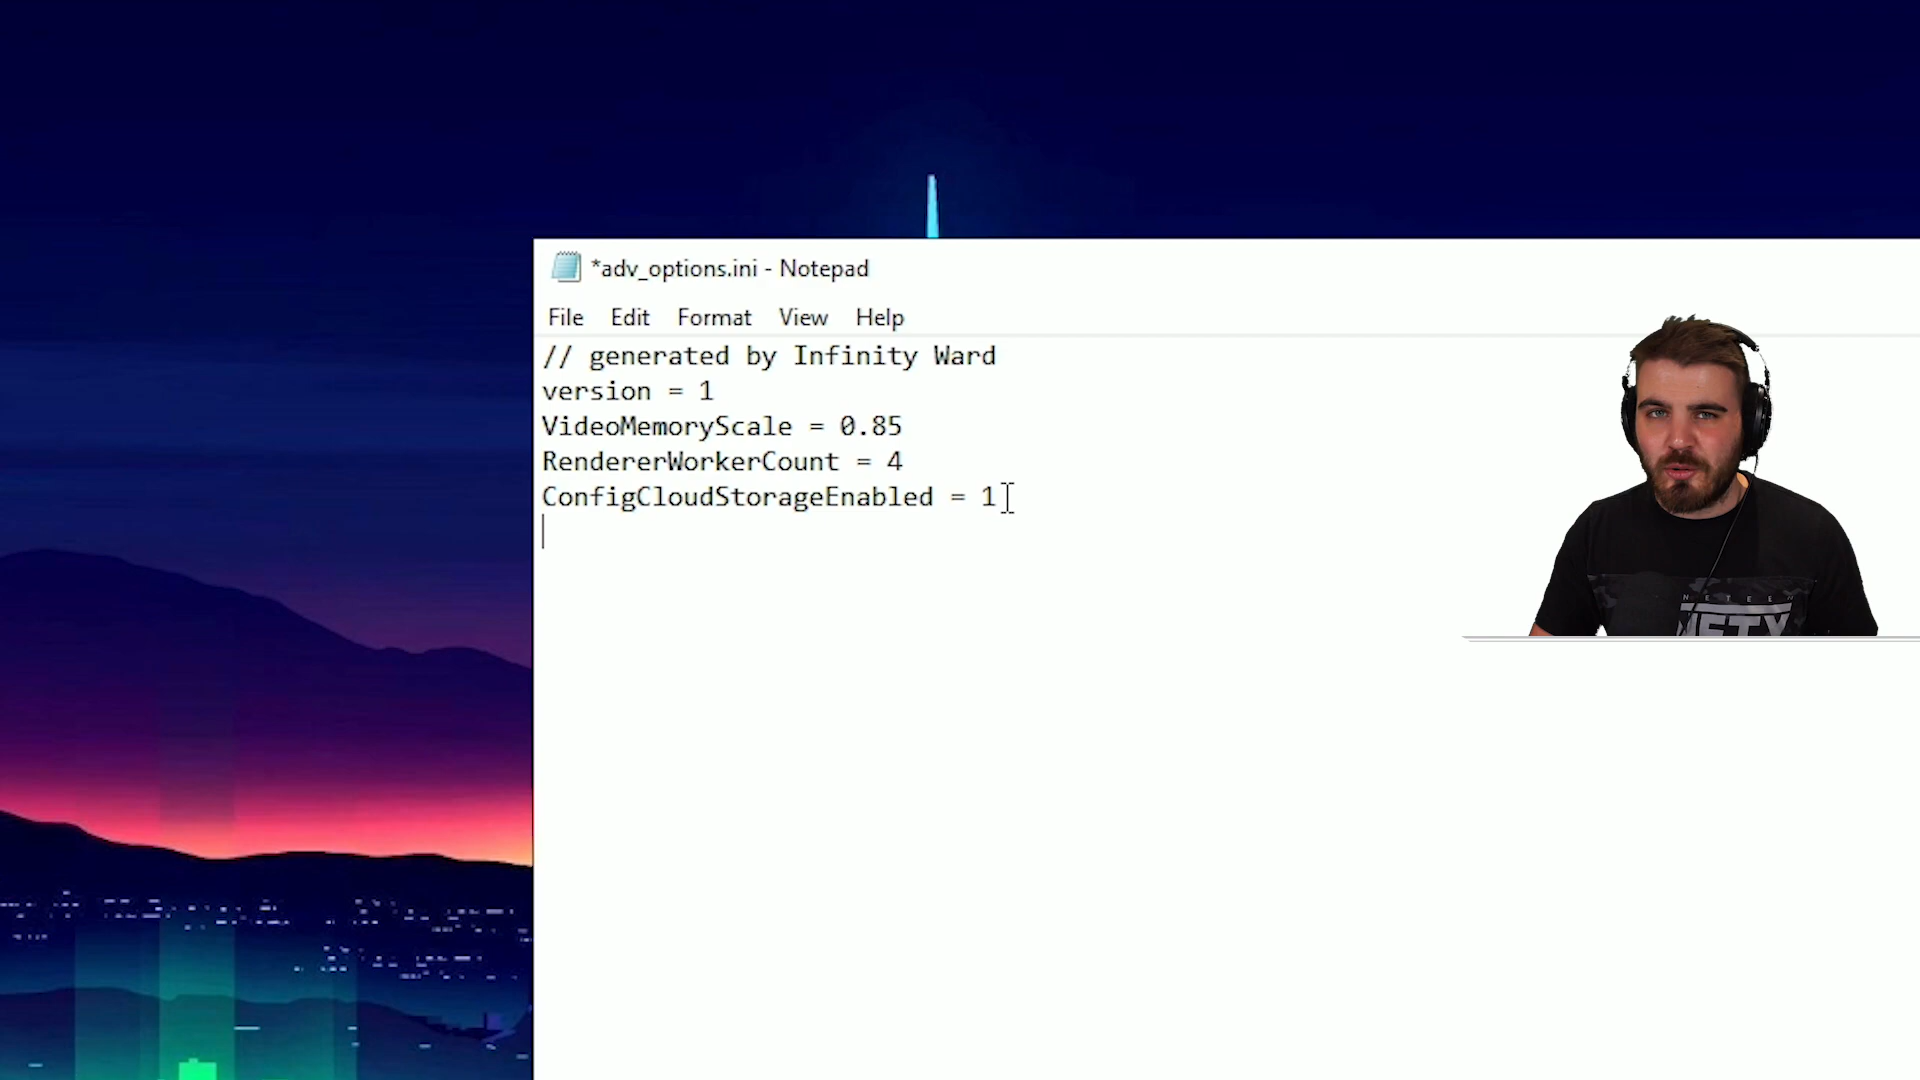 *adv_options.ini - Notepad
File Edit Format View Help
// generated by Infinity Ward
version = 1
VideoMemoryScale = 0.85
RendererWorkerCount = 4
ConfigCloudStorageEnabled = 1